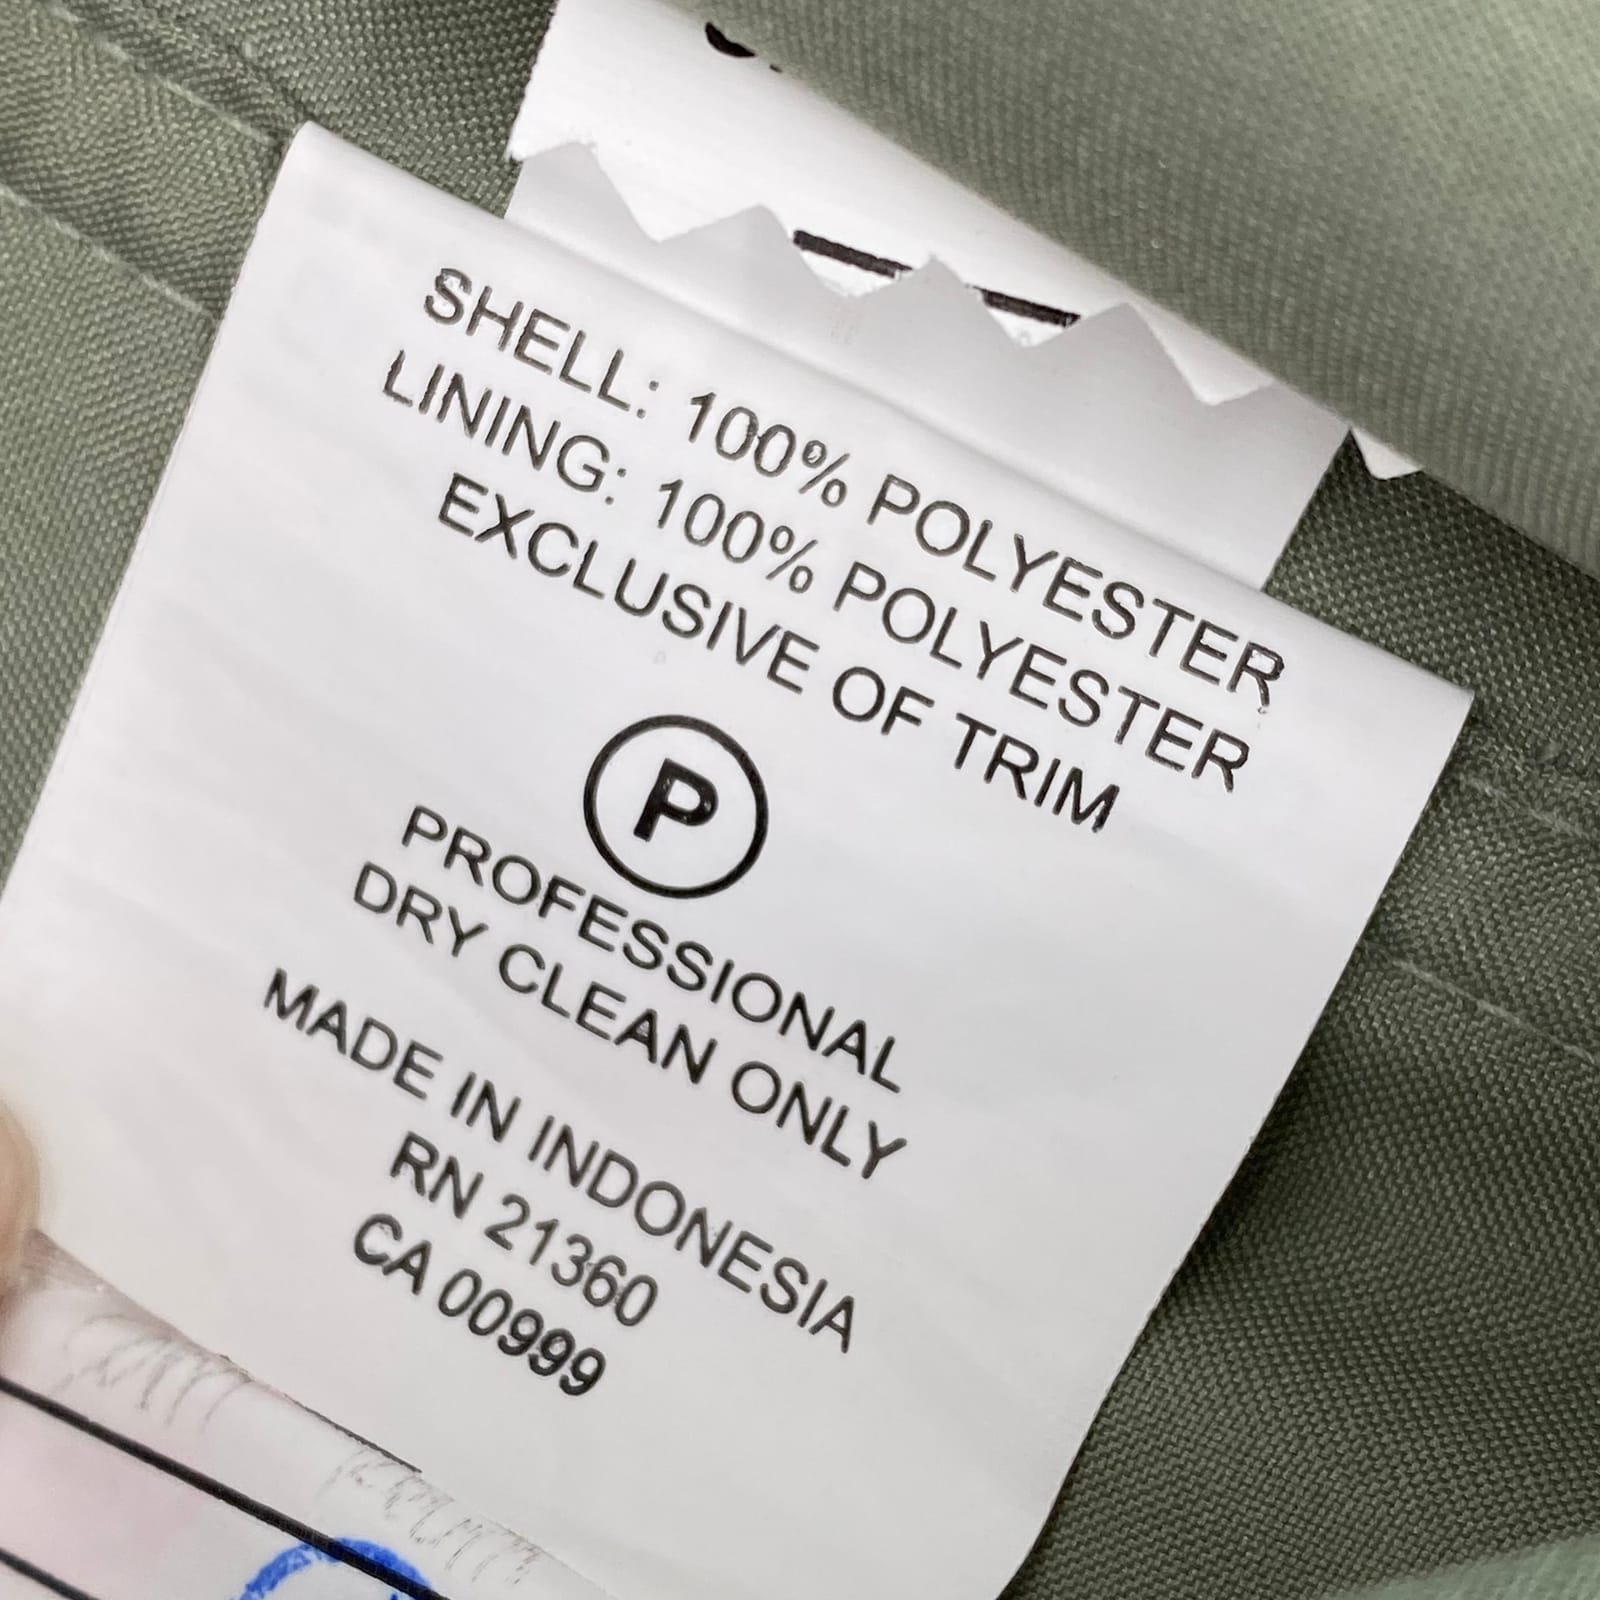 SHELL: 100% POLYESTER
LINING: 100% POLYESTER
EXCLUSIVE OF TRIM
P
PROFESSIONAL
DRY CLEAN ONLY
MADE IN INDONESIA
RN 21360
CA 00999